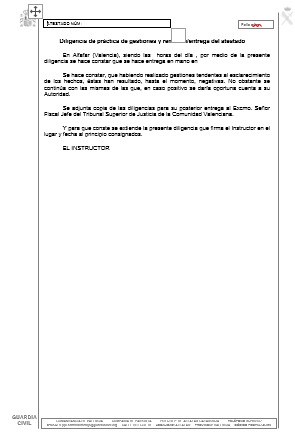 ATESTADO NÚM
Folio
Diligencia de práctica de gestiones y entrega del atestado
En Alfafar (Valencia), siendo las horas del día , por medio de la presente
diligencia se hace constar que se hace entrega en mano en
Se hace constar, que habiendo realizado gestiones tendentes al esclarecimiento
de los hechos, éstas han resultado, hasta el momento, negativas. No obstante se
continúa con las mismas de las que, en caso positivo se daría oportuna cuenta a su
Autoridad.
Se adjunta copia de las diligencias para su posterior entrega al Excmo. Señor
Fiscal Jefe del Tribunal Superior de Justicia de la Comunidad Valenciana.
Y para que conste se extiende la presente diligencia que firma el Instructor en el
lugar y fecha al principio consignados.
EL INSTRUCTOR
GUARDIA
CIVIL